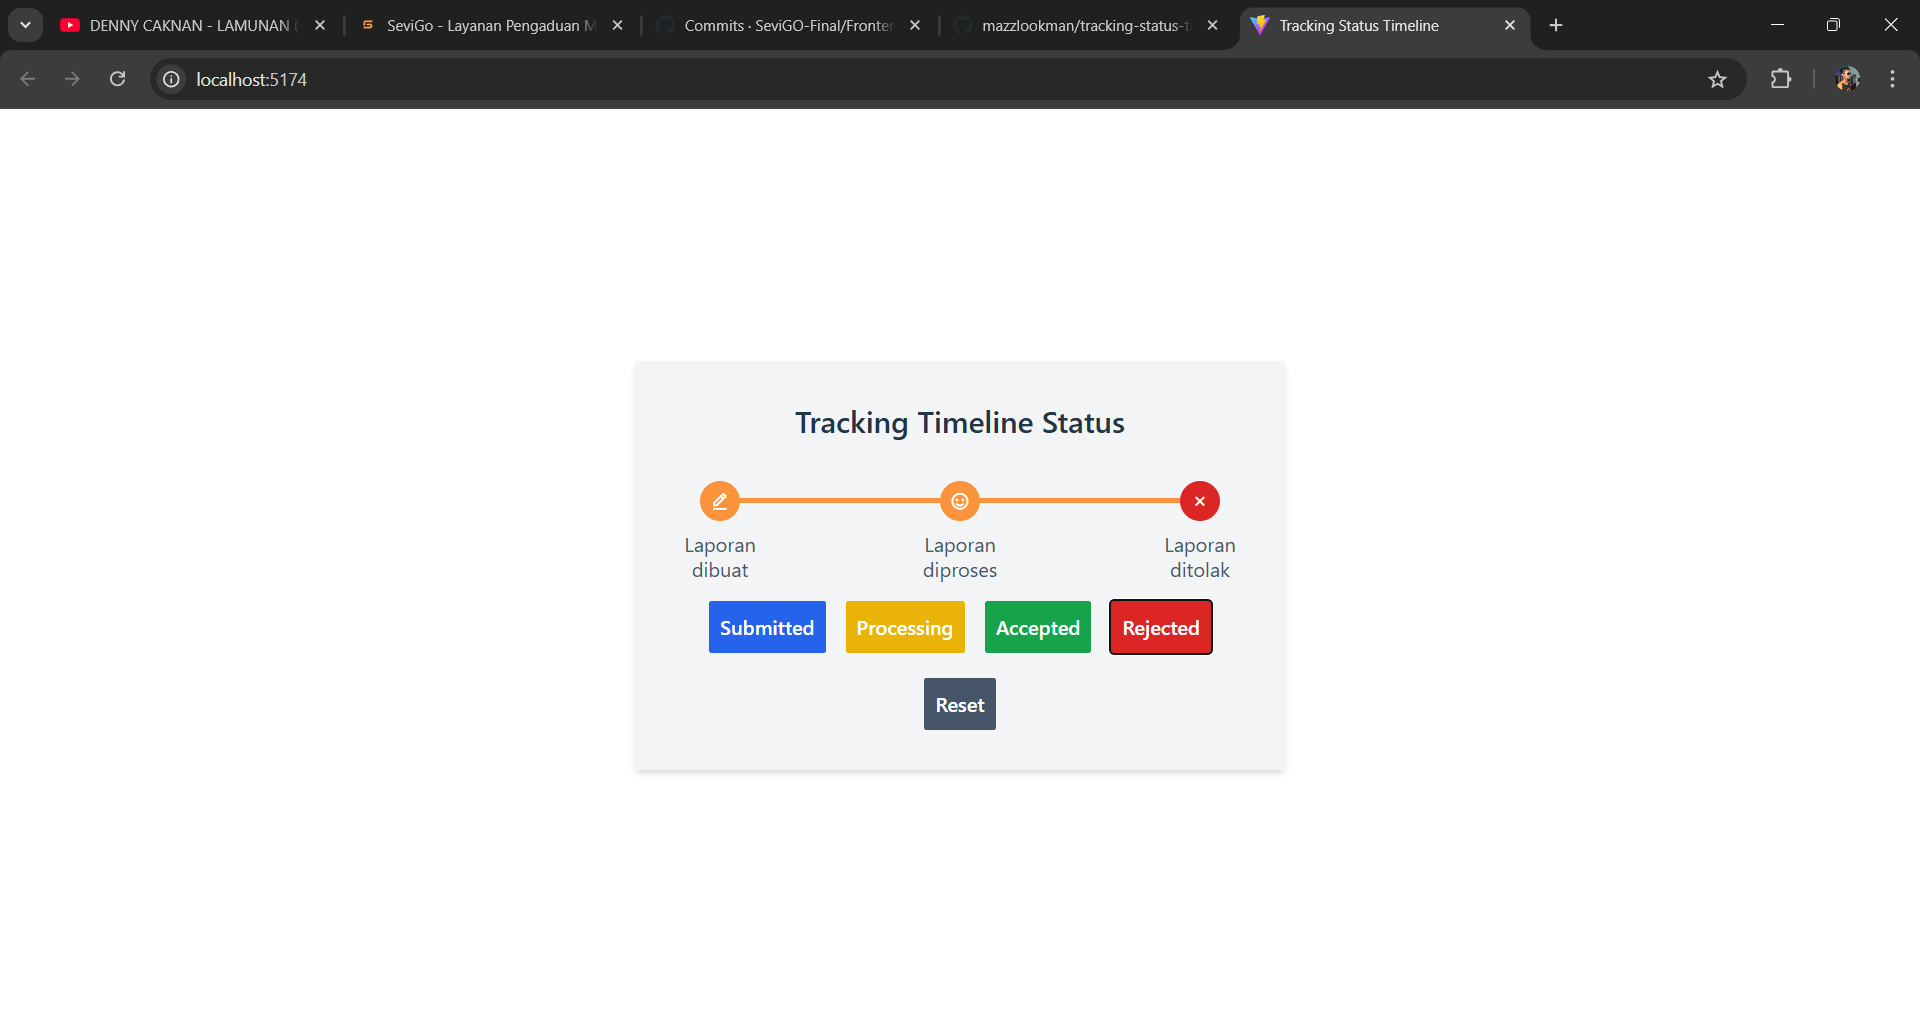 DENNY CAKNAN - LAMUNAN (
SeviGo - Layanan Pengaduan M
Commits · SeviGO-Final/Fronter
mazzlookman/tracking-status-t
Tracking Status Timeline
localhost:5174
Tracking Timeline Status
Laporan
dibuat
Laporan
diproses
Laporan
ditolak
Submitted
Processing
Accepted
Rejected
Reset